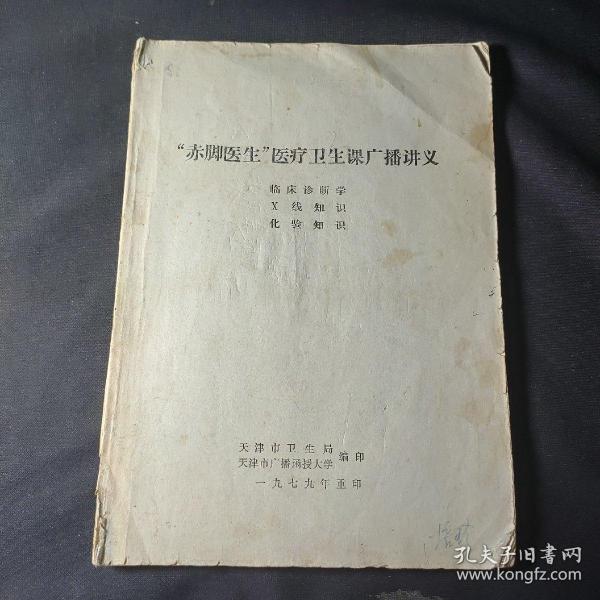 “赤脚医生”医疗卫生课广播讲义
临床诊断学
X线知识
化验知识
天津市卫生局
天津市广播函授大学
编印
一九七九年重印
孔夫子旧书网
www.kongfz.com